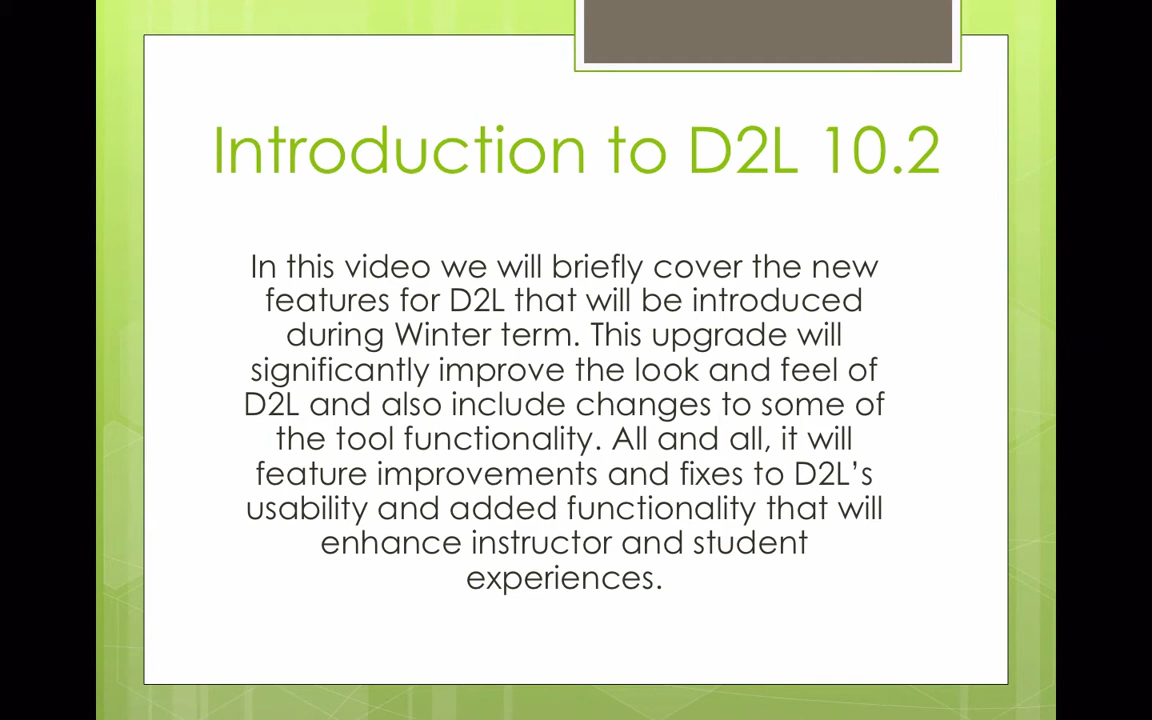 Introduction to D2L 10.2
In this video we will briefly cover the new
features for D2L that will be introduced
during Winter term. This upgrade will
significantly improve the look and feel of
D2L and also include changes to some of
the tool functionality. All and all, it will
feature improvements and fixes to D2L’s
usability and added functionality that will
enhance instructor and student
experiences.